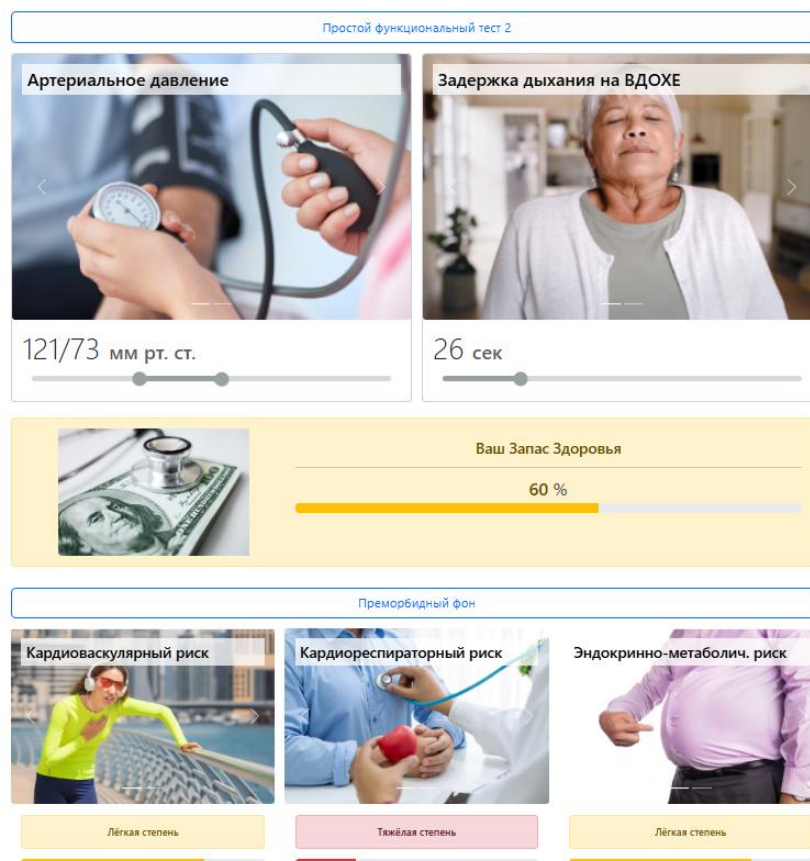 Простой функциональный тест 2
Артериальное давление
Задержка дыхания на ВДОХЕ
121/73 мм рт. ст.
26 сек
Ваш Запас Здоровья
60 %
Преморбидный фон
Кардиоваскулярный риск
Кардиореспираторный риск
Эндокринно-метаболич. риск
Лёгкая степень
Тяжёлая степень
Лёгкая степень